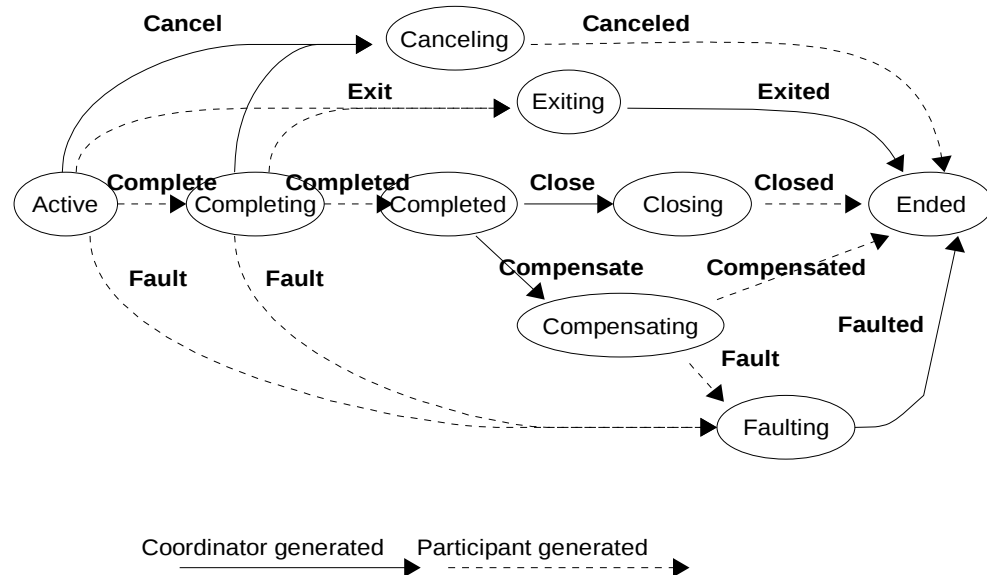 Cancel
Canceling
Canceled
Exit
Exiting
Exited
Active
Complete
Completing
Completed
Completed
Close
Closing
Closed
Ended
Fault
Fault
Compensate
Compensated
Compensating
Faulted
Fault
Faulting
Coordinator generated
Participant generated